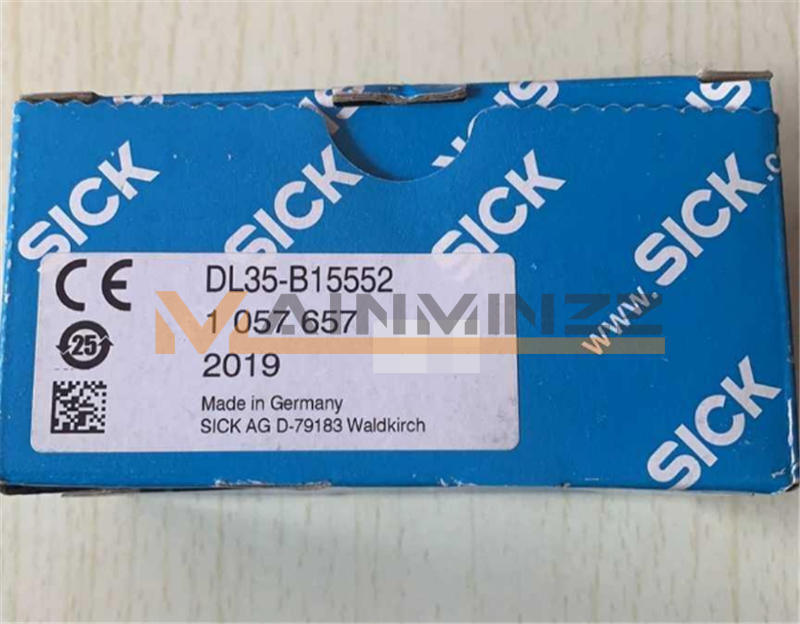 SICK
SICK
SICK
SICK
www.SICK.c
SICK
CE
DL35-B15552
1 057 657
25
2019
Made in Germany
SICK AG D-79183 Waldkirch
MAINMINZE